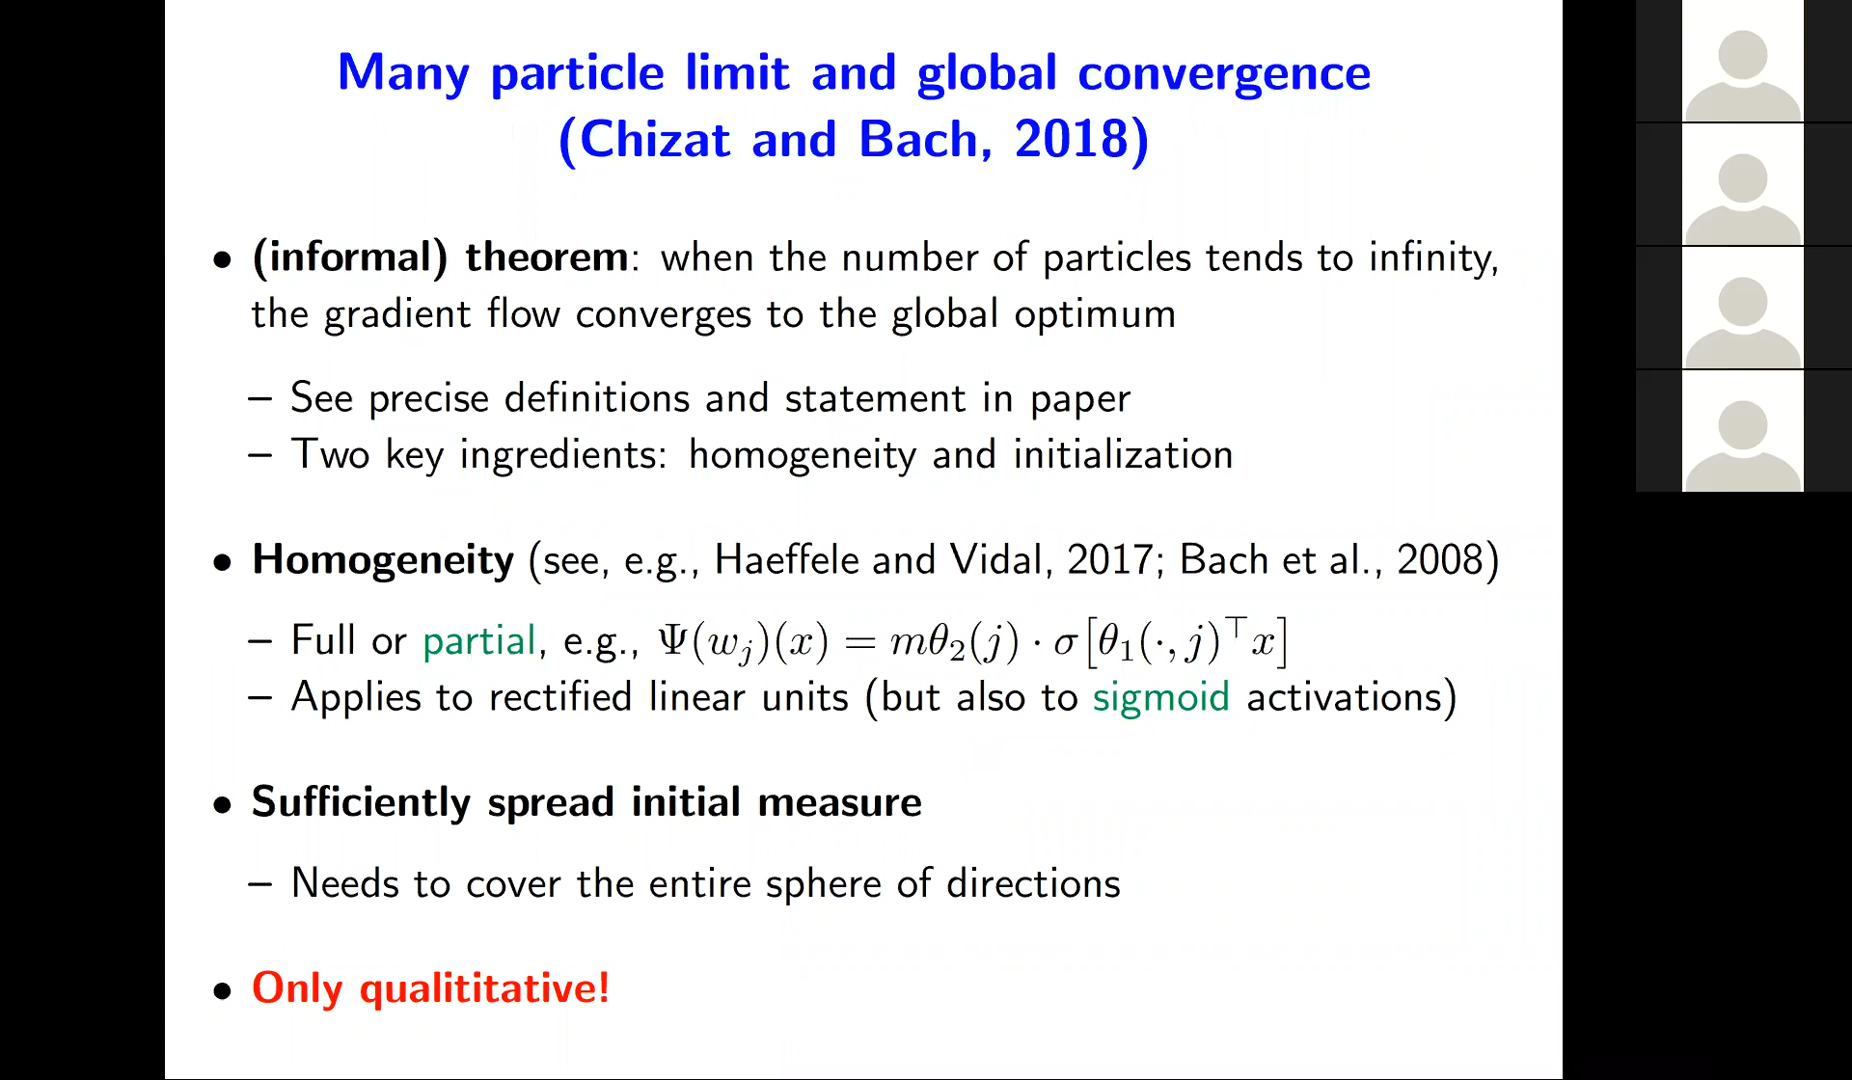 Many particle limit and global convergence
(Chizat and Bach, 2018)
• (informal) theorem: when the number of particles tends to infinity,
the gradient flow converges to the global optimum
– See precise definitions and statement in paper
– Two key ingredients: homogeneity and initialization
• Homogeneity (see, e.g., Haeffele and Vidal, 2017; Bach et al., 2008)
– Full or partial, e.g., Ψ(w_j)(x) = mθ_2(j) · σ[θ_1(·, j)^⊤ x]
– Applies to rectified linear units (but also to sigmoid activations)
• Sufficiently spread initial measure
– Needs to cover the entire sphere of directions
• Only qualititative!